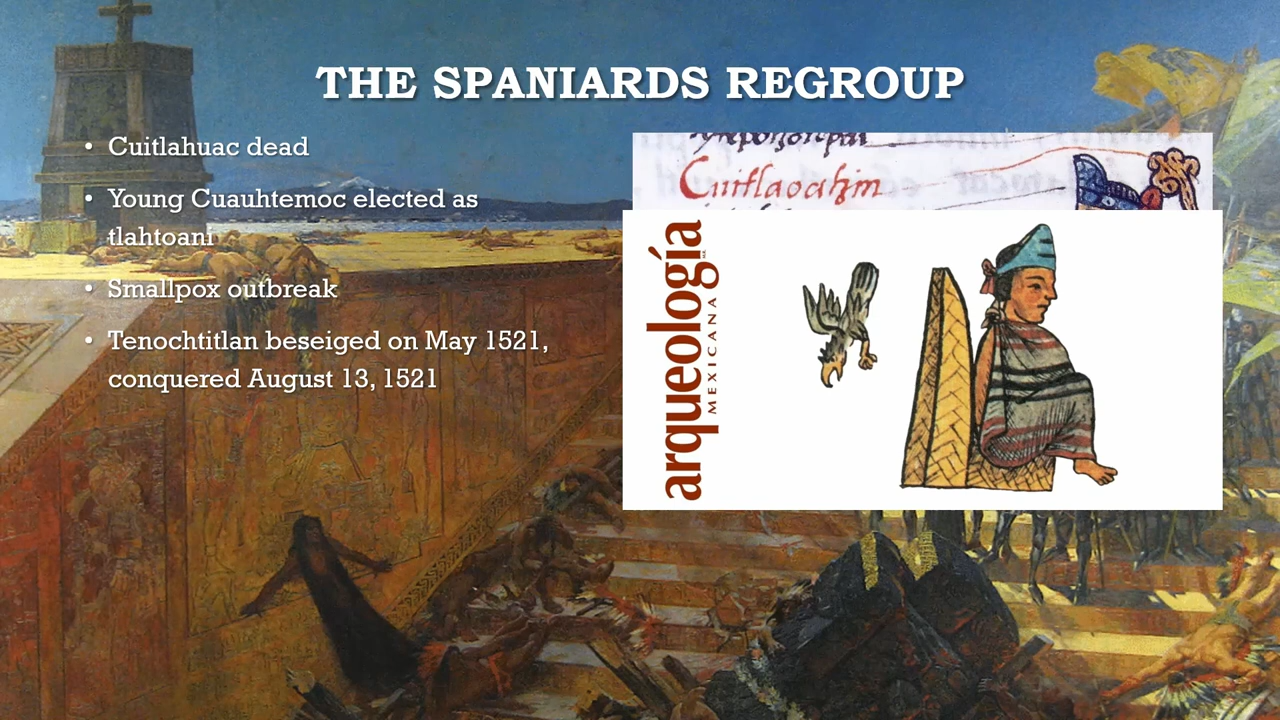 THE SPANIARDS REGROUP
• Cuitlahuac dead
• Young Cuauhtemoc elected as
tlahtoani
• Smallpox outbreak
• Tenochtitlan beseiged on May 1521,
conquered August 13, 1521
Cuitlaoatzin
arqueología
MEXICANA